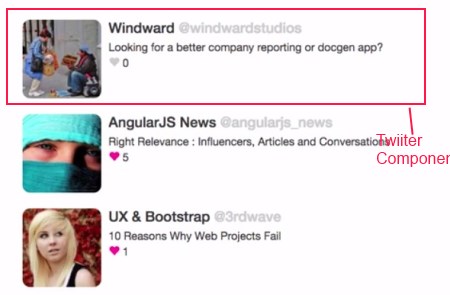 Windward @windwardstudios
Looking for a better company reporting or docgen app?
0
AngularJS News @angularjs_news
Right Relevance : Influencers, Articles and Conversations
5
Twiiter
Componer
UX & Bootstrap @3rdwave
10 Reasons Why Web Projects Fail
1